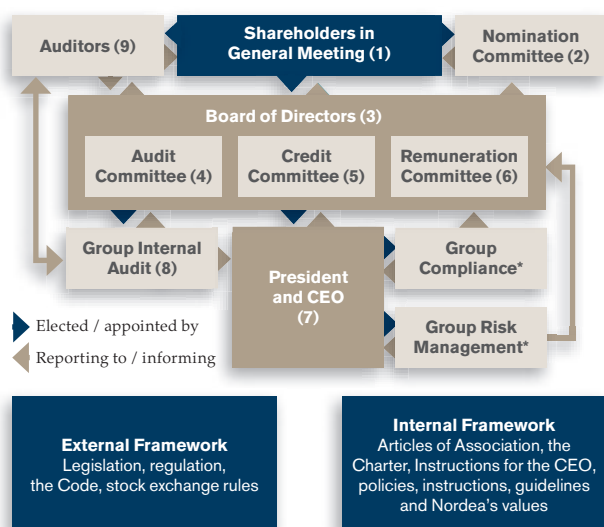 Auditors (9)
Shareholders in
General Meeting (1)
Nomination
Committee (2)
Board of Directors (3)
Audit
Committee (4)
Credit
Committee (5)
Remuneration
Committee (6)
Group Internal
Audit (8)
President
and CEO
(7)
Group
Compliance*
Group Risk
Management*
Elected / appointed by
Reporting to / informing
External Framework
Legislation, regulation,
the Code, stock exchange rules
Internal Framework
Articles of Association, the
Charter, Instructions for the CEO,
policies, instructions, guidelines
and Nordea's values